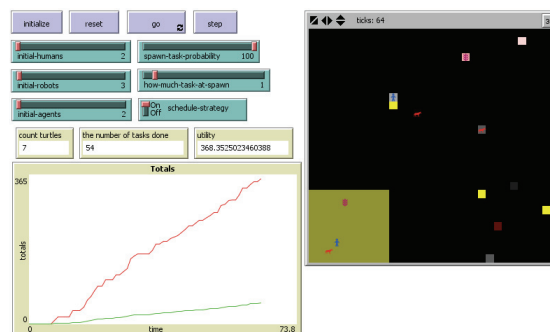 initialize reset go step
ticks: 64 3
initial-humans 2 spawn-task-probability 100
initial-robots 3 how-much-task-at-spawn 1
initial-agents 2 On Off schedule-strategy
count turtles the number of tasks done utility
7 54 368.3525023460388
Totals
365
totals
0
0 time 73.8